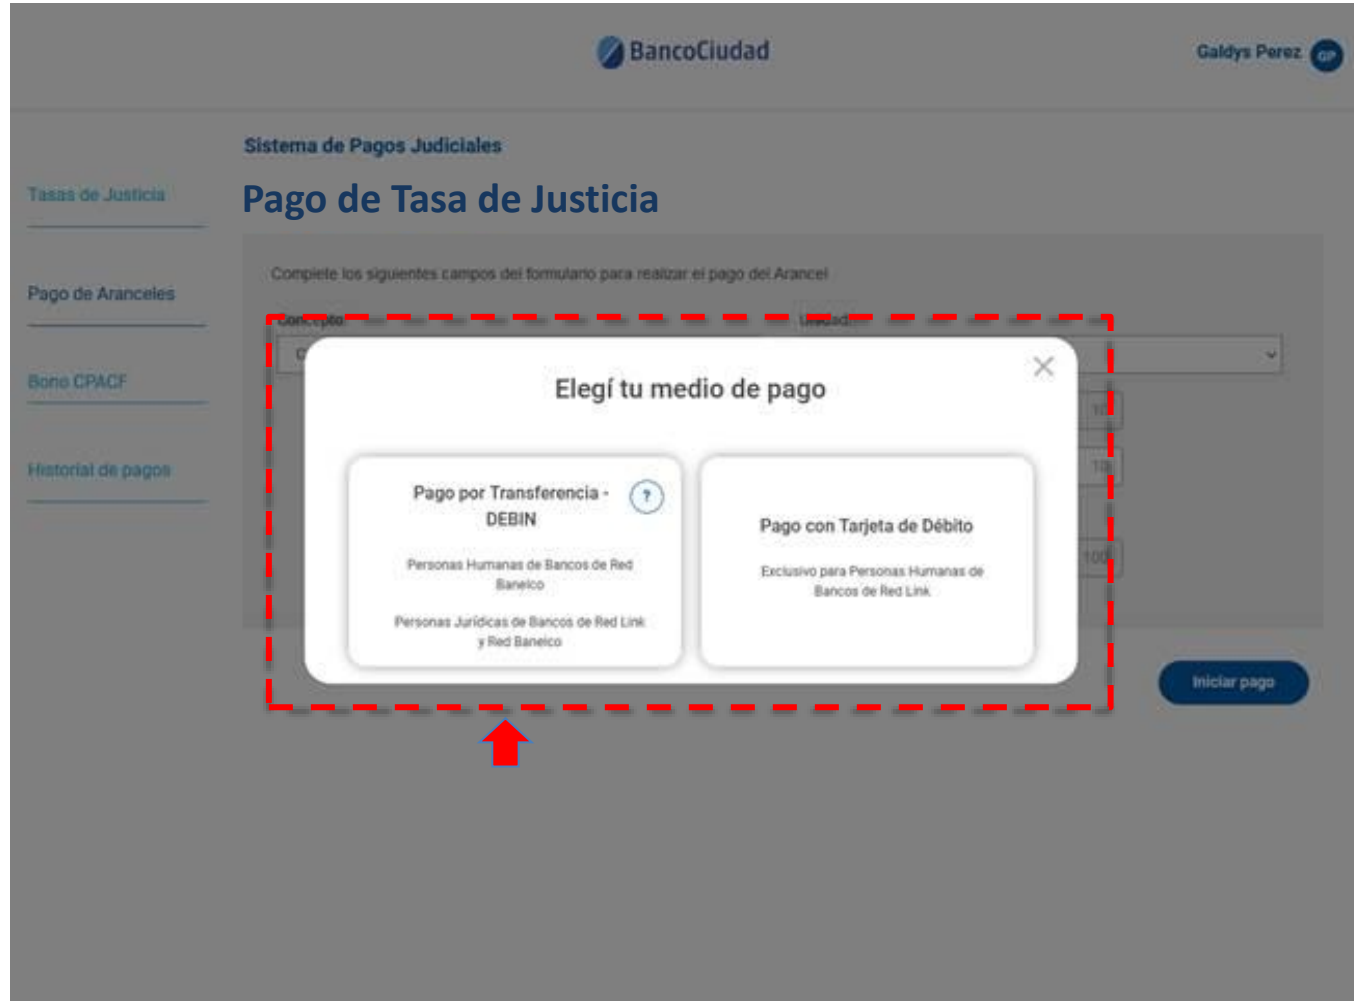 BancoCiudad
Galdys Perez
GP
Sistema de Pagos Judiciales
Pago de Tasa de Justicia
Tasas de Justicia
Pago de Aranceles
Bono CPACF
Historial de pagos
Complete los siguientes campos del formulario para realizar el pago del Arancel
Concepto:
Unidad:
C
Elegí tu medio de pago
Pago por Transferencia -
DEBIN
?
Personas Humanas de Bancos de Red
Banelco
Personas Jurídicas de Bancos de Red Link
y Red Banelco
Pago con Tarjeta de Débito
Exclusivo para Personas Humanas de
Bancos de Red Link
10
10
100
Iniciar pago